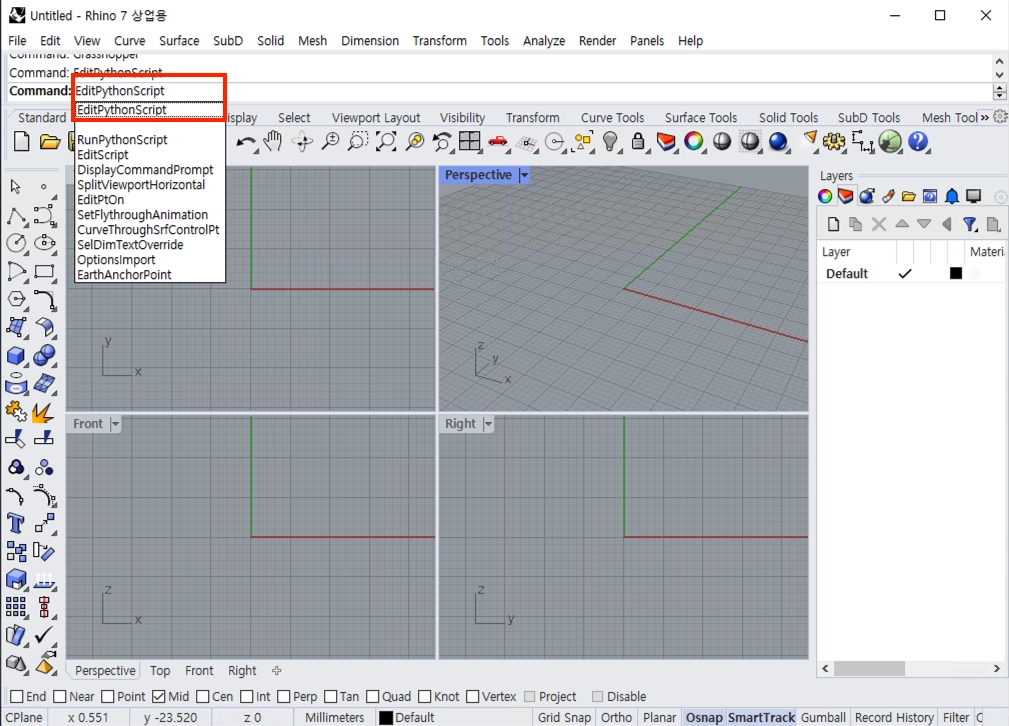 Untitled - Rhino 7 상업용
File Edit View Curve Surface SubD Solid Mesh Dimension Transform Tools Analyze Render Panels Help
Command: Grasshopper
Command: EditPythonScript
Command: EditPythonScript
EditPythonScript
Standard isplay Select Viewport Layout Visibility Transform Curve Tools Surface Tools Solid Tools SubD Tools Mesh Tool »
RunPythonScript
EditScript
DisplayCommandPrompt
SplitViewportHorizontal
EditPtOn
SetFlythroughAnimation
CurveThroughSrfControlPt
SelDimTextOverride
OptionsImport
EarthAnchorPoint
Perspective
Layers
Layer Materi
Default
y
x
z
y
x
Front
Right
z
x
z
y
Perspective Top Front Right
End Near Point Mid Cen Int Perp Tan Quad Knot Vertex Project Disable
CPlane x 0.551 y -23.520 z 0 Millimeters Default Grid Snap Ortho Planar Osnap SmartTrack Gumball Record History Filter C